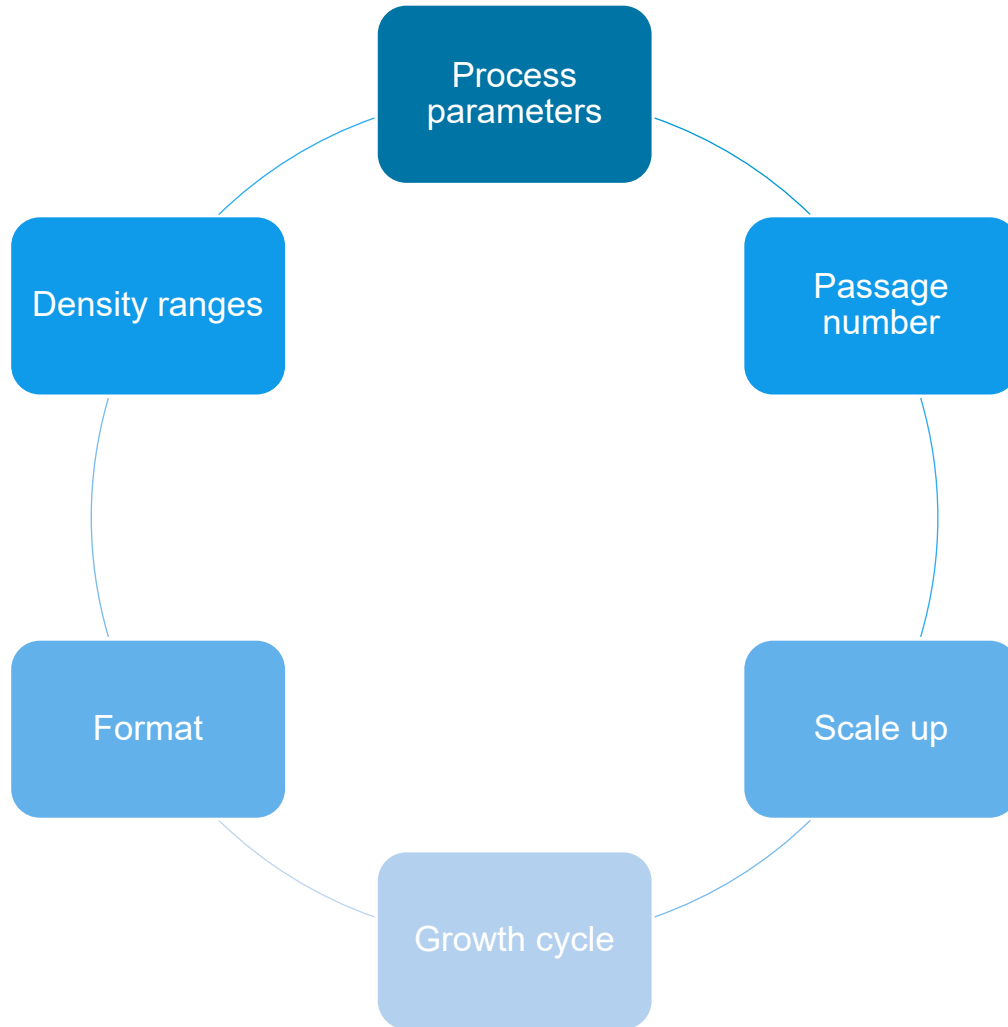 Process
parameters
Passage
number
Scale up
Growth cycle
Format
Density ranges